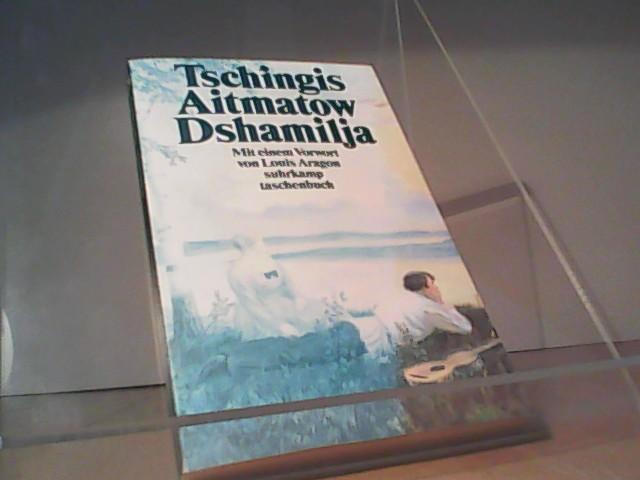 Tschingis
Aitmatow
Dshamilja
Mit einem Vorwort
von Louis Aragon
suhrkamp
taschenbuch